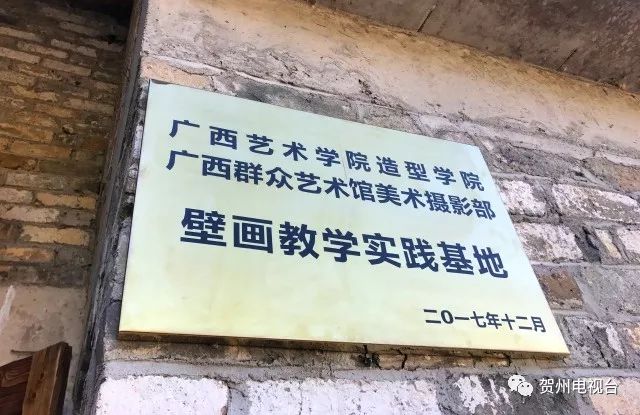 广西艺术学院造型学院
广西群众艺术馆美术摄影部
壁画教学实践基地
二〇一七年十二月
贺州电视台